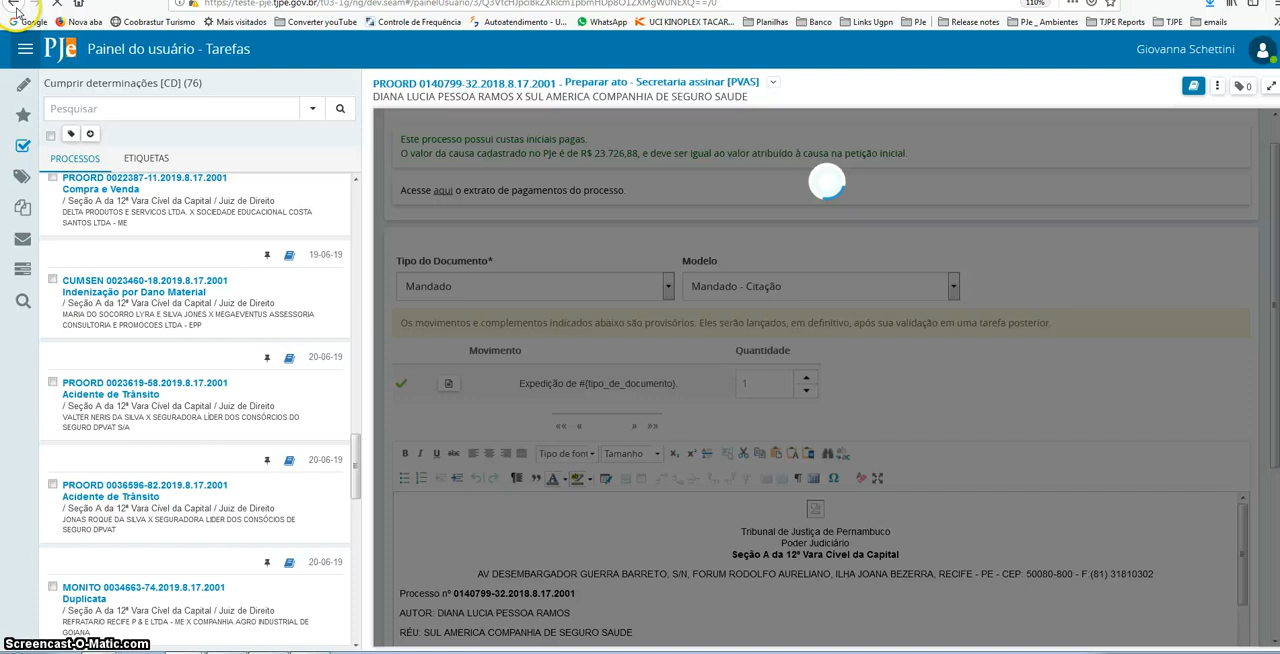 110%
Google
Nova aba
Coobrastur Turismo
Mais visitados
Converter youTube
Controle de Frequência
Autoatendimento - U...
WhatsApp
UCI KINOPLEX TACAR...
Planilhas
Banco
Links Ugpn
PJe
Release notes
PJe _ Ambientes
TJPE Reports
TJPE
emails
PJe Painel do usuário - Tarefas
Giovanna Schettini
Cumprir determinações [CD] (76)
Pesquisar
PROCESSOS
ETIQUETAS
PROORD 0022387-11.2019.8.17.2001
Compra e Venda
/ Seção A da 12ª Vara Cível da Capital / Juiz de Direito
DELTA PRODUTOS E SERVICOS LTDA. X SOCIEDADE EDUCACIONAL COSTA
SANTOS LTDA - ME
19-06-19
CUMSEN 0023460-18.2019.8.17.2001
Indenização por Dano Material
/ Seção A da 12ª Vara Cível da Capital / Juiz de Direito
MARIA DO SOCORRO LYRA E SILVA JONES X MEGAEVENTUS ASSESSORIA
CONSULTORIA E PROMOCOES LTDA - EPP
20-06-19
PROORD 0023619-58.2019.8.17.2001
Acidente de Trânsito
/ Seção A da 12ª Vara Cível da Capital / Juiz de Direito
VALTER NERIS DA SILVA X SEGURADORA LÍDER DOS CONSÓRCIOS DO
SEGURO DPVAT S/A
20-06-19
PROORD 0036596-82.2019.8.17.2001
Acidente de Trânsito
/ Seção A da 12ª Vara Cível da Capital / Juiz de Direito
JONAS ROQUE DA SILVA X SEGURADORA LIDER DOS CONSÓCIOS DE
SEGURO DPVAT
20-06-19
MONITO 0034663-74.2019.8.17.2001
Duplicata
/ Seção A da 12ª Vara Cível da Capital / Juiz de Direito
REFRATARIO RECIFE P & E LTDA - ME X COMPANHIA AGRO INDUSTRIAL DE
GOIANA
PROORD 0140799-32.2018.8.17.2001 - Preparar ato - Secretaria assinar [PVAS]
DIANA LUCIA PESSOA RAMOS X SUL AMERICA COMPANHIA DE SEGURO SAUDE
0
Este processo possui custas iniciais pagas.
O valor da causa cadastrado no PJe é de R$ 23.726,88, e deve ser igual ao valor atribuído à causa na petição inicial.
Acesse aqui o extrato de pagamentos do processo.
Tipo do Documento*
Modelo
Mandado
Mandado - Citação
Os movimentos e complementos indicados abaixo são provisórios. Eles serão lançados, em definitivo, após sua validação em uma tarefa posterior.
Movimento
Quantidade
Expedição de #{tipo_de_documento}.
1
«« « » »»
B I U abc Tipo de font Tamanho
Tribunal de Justiça de Pernambuco
Poder Judiciário
Seção A da 12ª Vara Cível da Capital
AV DESEMBARGADOR GUERRA BARRETO, S/N, FORUM RODOLFO AURELIANO, ILHA JOANA BEZERRA, RECIFE - PE - CEP: 50080-800 - F:(81) 31810302
Processo nº 0140799-32.2018.8.17.2001
AUTOR: DIANA LUCIA PESSOA RAMOS
RÉU: SUL AMERICA COMPANHIA DE SEGURO SAUDE
Screencast-O-Matic.com